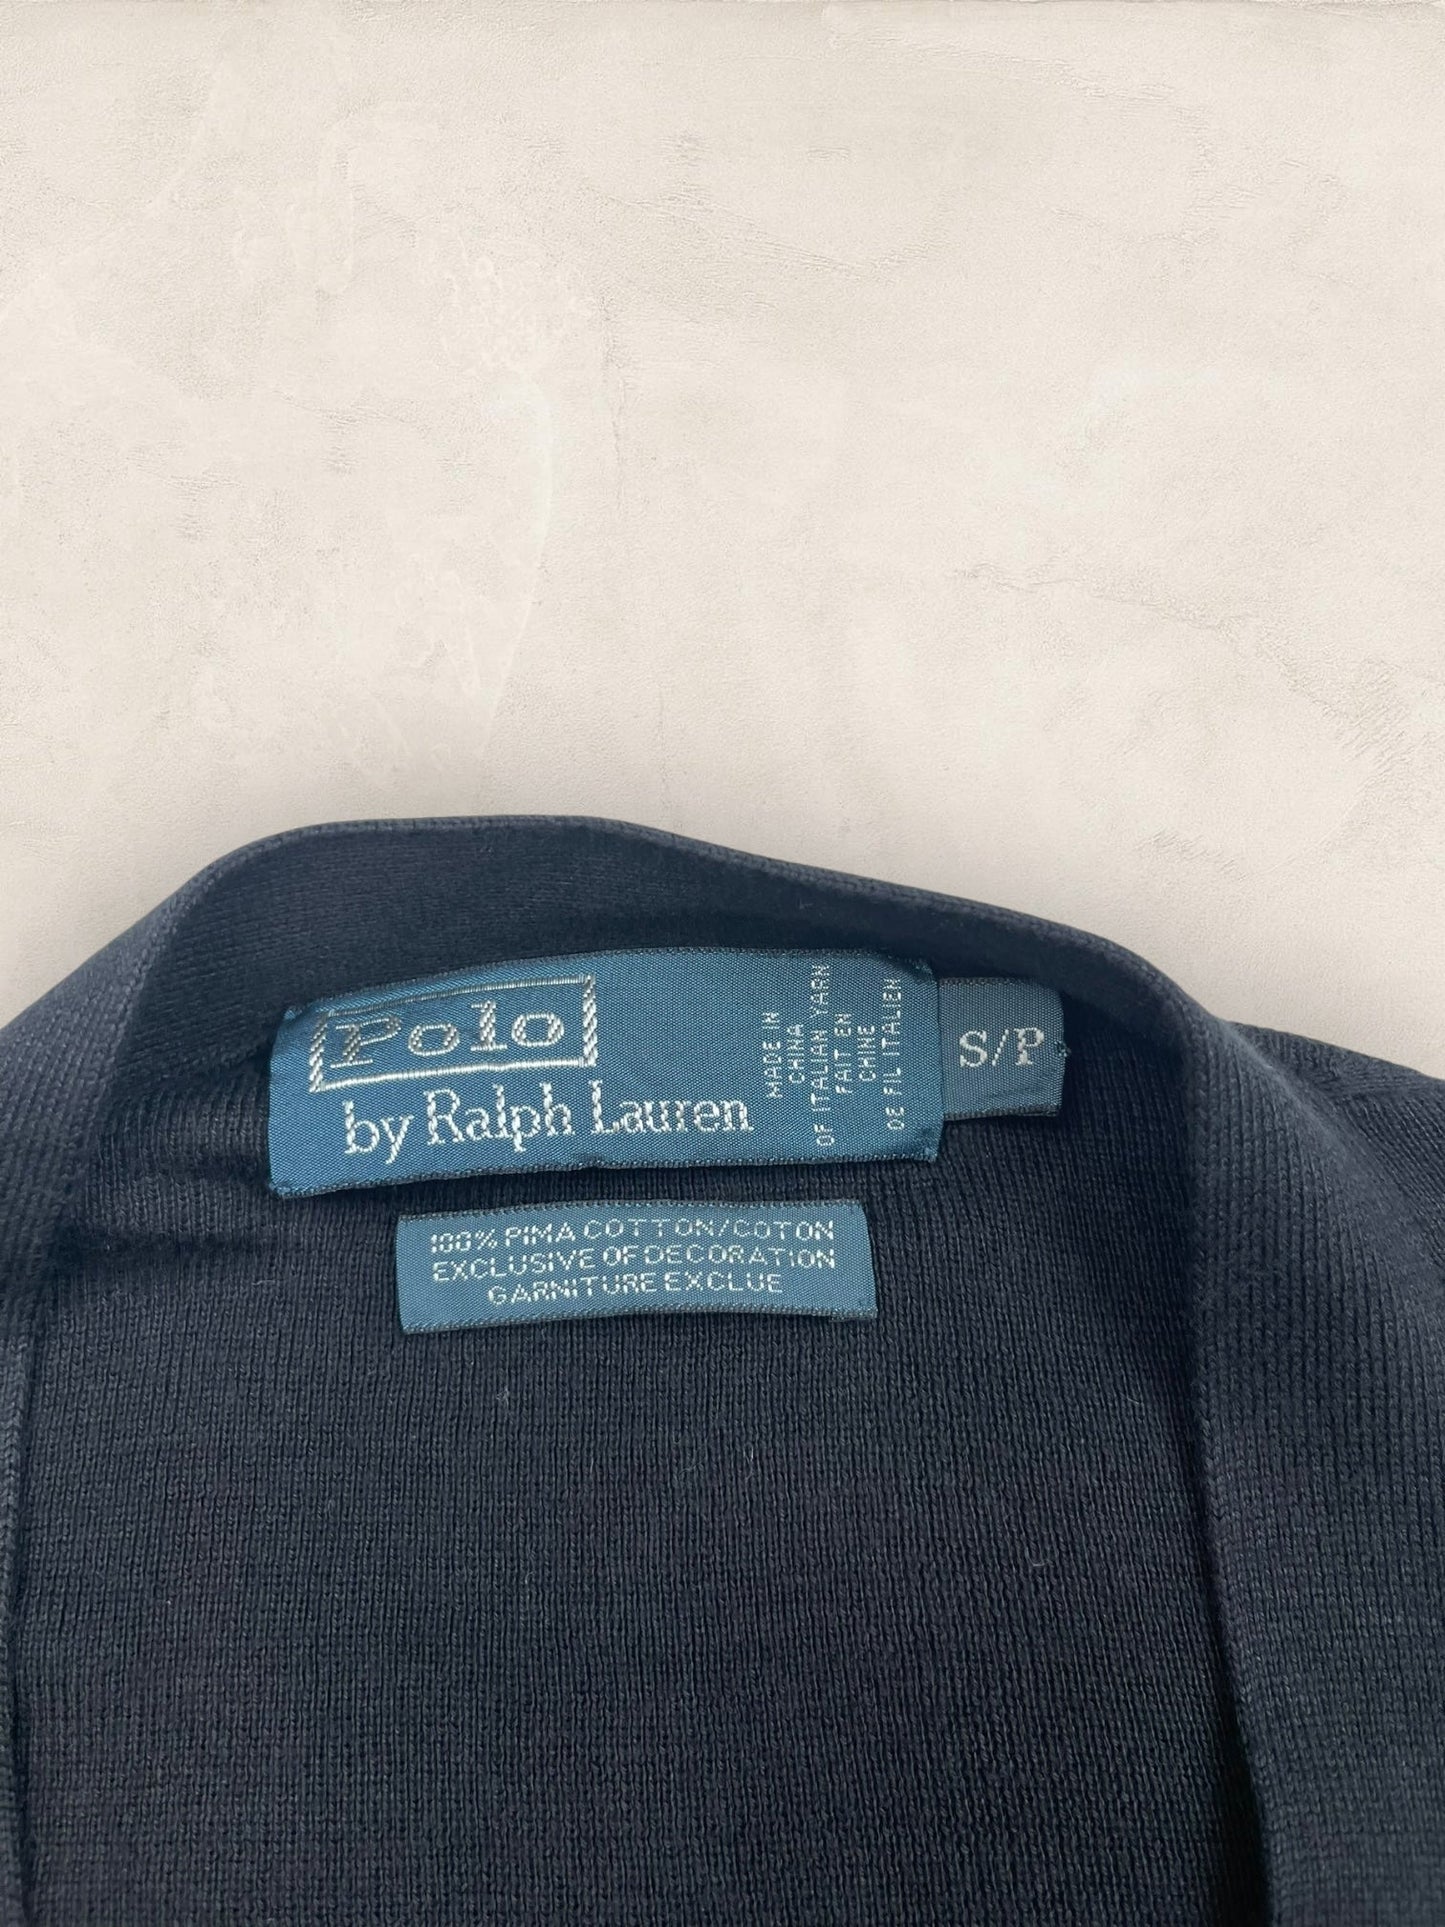 Polo
by Ralph Lauren
MADE IN
CHINA
OF ITALIAN YARN
FAIT EN
CHINE
DE FIL ITALIEN
S/P
100% PIMA COTTON/COTON
EXCLUSIVE OF DECORATION
GARNITURE EXCLUE